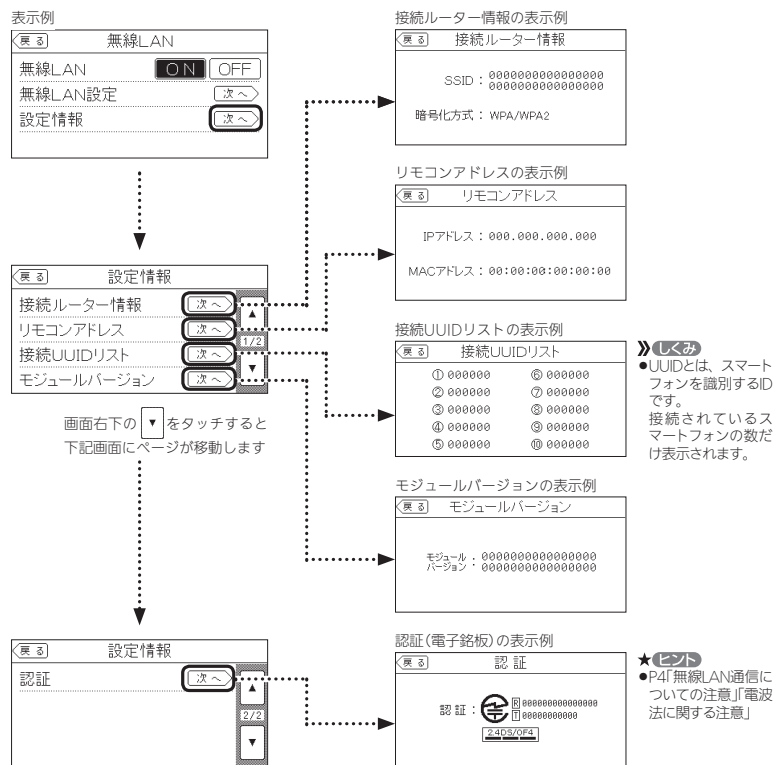 表示例
戻る 無線LAN
無線LAN ON OFF
無線LAN設定 次へ
設定情報 次へ
戻る 設定情報
接続ルーター情報 次へ
▲
リモコンアドレス 次へ
1/2
接続UUIDリスト 次へ
▼
モジュールバージョン 次へ
画面右下の ▼ をタッチすると
下記画面にページが移動します
戻る 設定情報
認証 次へ
▲
2/2
▼
接続ルーター情報の表示例
戻る 接続ルーター情報
SSID : 0000000000000000
0000000000000000
暗号化方式 : WPA/WPA2
リモコンアドレスの表示例
戻る リモコンアドレス
IPアドレス : 000.000.000.000
MACアドレス : 00:00:00:00:00:00
接続UUIDリストの表示例
戻る 接続UUIDリスト
① 000000 ⑥ 000000
② 000000 ⑦ 000000
③ 000000 ⑧ 000000
④ 000000 ⑨ 000000
⑤ 000000 ⑩ 000000
》しくみ
●UUIDとは、スマート
フォンを識別するID
です。
接続されているス
マートフォンの数だ
け表示されます。
モジュールバージョンの表示例
戻る モジュールバージョン
モジュール : 0000000000000000
バージョン 0000000000000000
認証(電子銘板)の表示例
戻る 認 証
認 証 : R 00000000000000
T 00000000000
2.4DS/OF4
★ヒント
●P4「無線LAN通信に
ついての注意」「電波
法に関する注意」